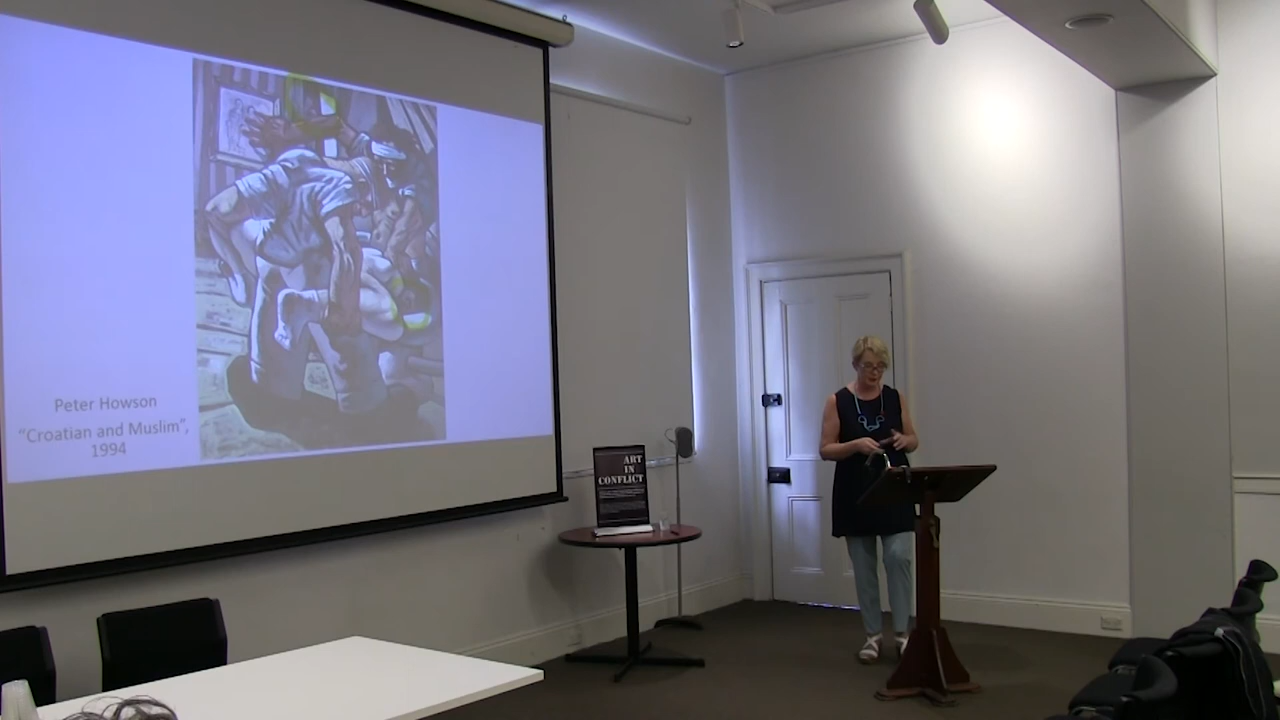 Peter Howson
“Croatian and Muslim”,
1994
ART
IN
CONFLICT